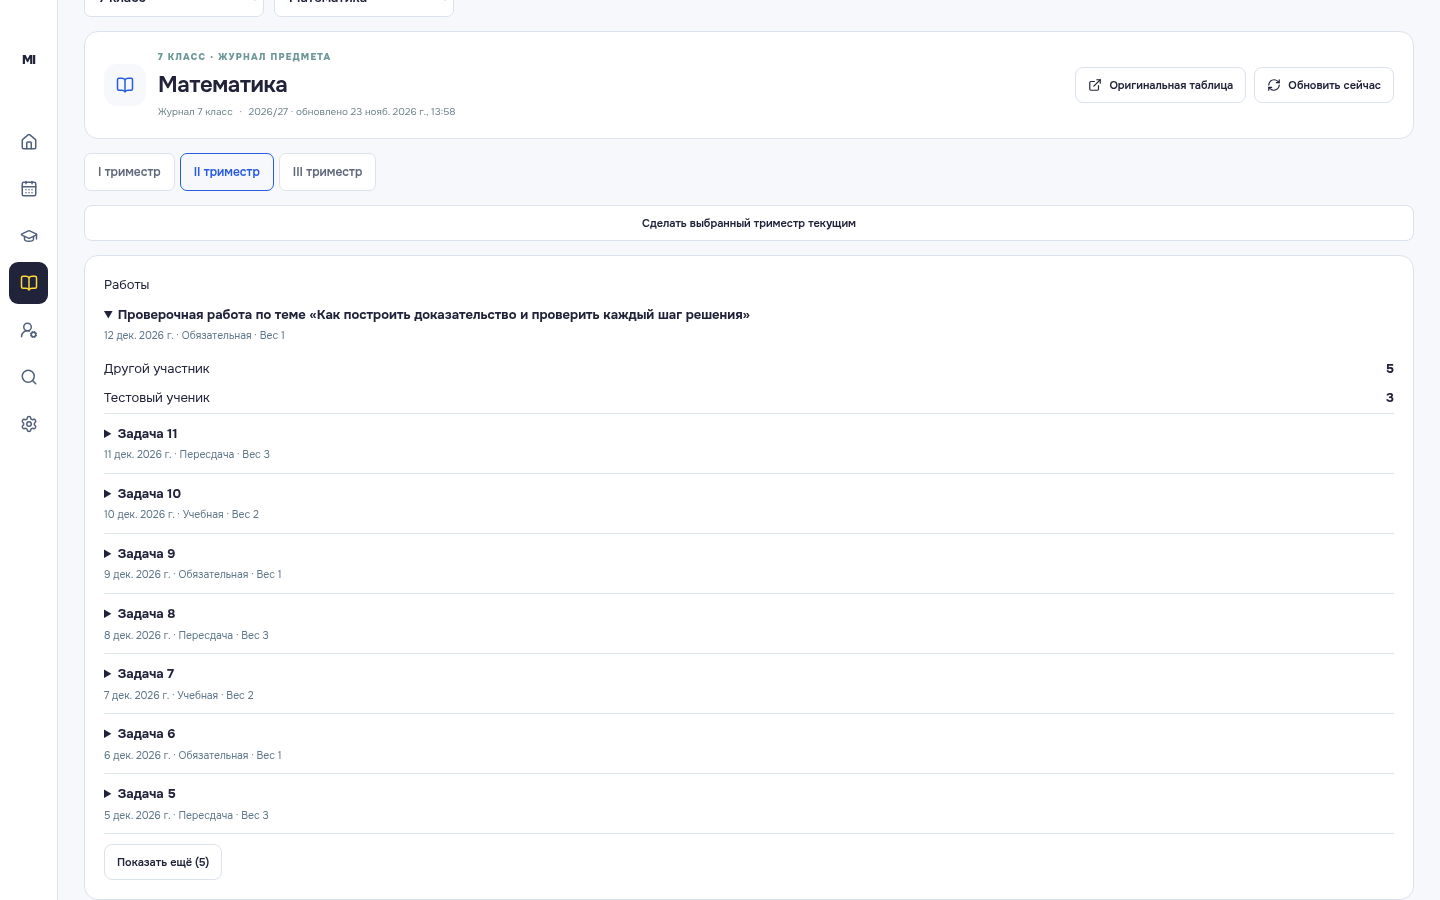 MI
7 КЛАСС · ЖУРНАЛ ПРЕДМЕТА
Математика
Журнал 7 класс · 2026/27 · обновлено 23 нояб. 2026 г., 13:58
Оригинальная таблица
Обновить сейчас
I триместр
II триместр
III триместр
Сделать выбранный триместр текущим
Работы
Проверочная работа по теме «Как построить доказательство и проверить каждый шаг решения»
12 дек. 2026 г. · Обязательная · Вес 1
Другой участник 5
Тестовый ученик 3
Задача 11
11 дек. 2026 г. · Пересдача · Вес 3
Задача 10
10 дек. 2026 г. · Учебная · Вес 2
Задача 9
9 дек. 2026 г. · Обязательная · Вес 1
Задача 8
8 дек. 2026 г. · Пересдача · Вес 3
Задача 7
7 дек. 2026 г. · Учебная · Вес 2
Задача 6
6 дек. 2026 г. · Обязательная · Вес 1
Задача 5
5 дек. 2026 г. · Пересдача · Вес 3
Показать ещё (5)